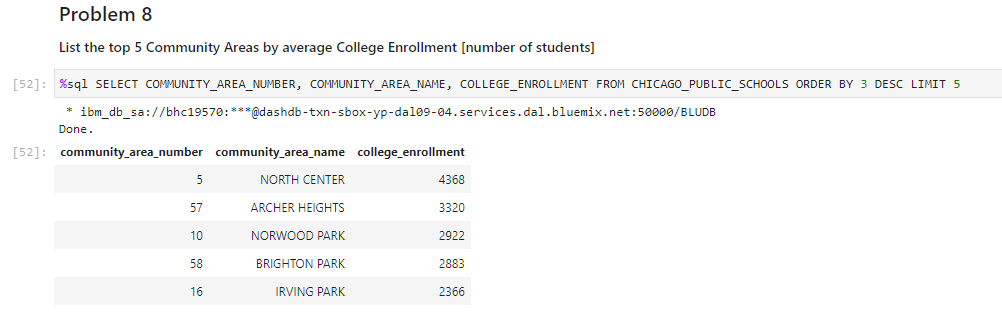 Problem 8
List the top 5 Community Areas by average College Enrollment [number of students]
[52]: %sql SELECT COMMUNITY_AREA_NUMBER, COMMUNITY_AREA_NAME, COLLEGE_ENROLLMENT FROM CHICAGO_PUBLIC_SCHOOLS ORDER BY 3 DESC LIMIT 5
* ibm_db_sa://bhc19570:***@dashdb-txn-sbox-yp-dal09-04.services.dal.bluemix.net:50000/BLUDB
Done.
[52]: community_area_number community_area_name college_enrollment
5 NORTH CENTER 4368
57 ARCHER HEIGHTS 3320
10 NORWOOD PARK 2922
58 BRIGHTON PARK 2883
16 IRVING PARK 2366